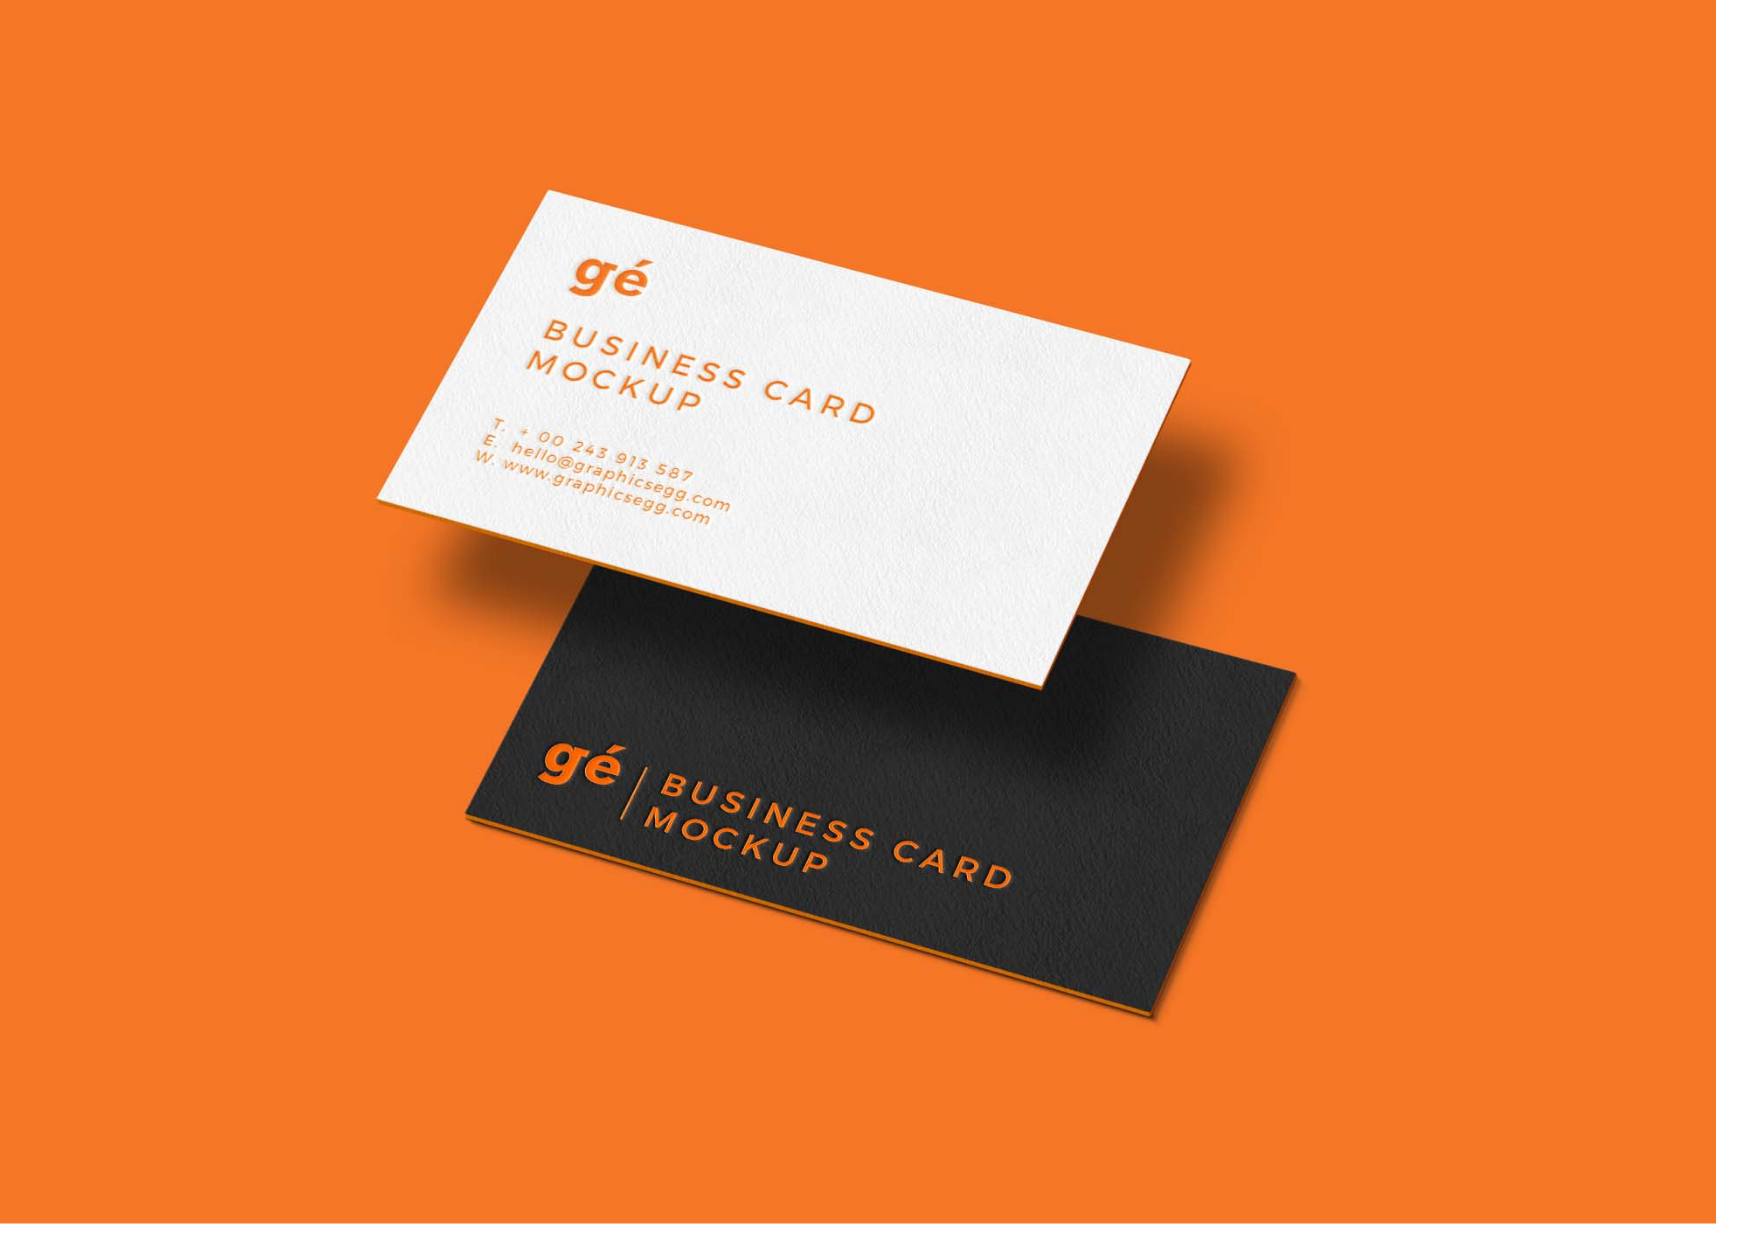 gé
BUSINESS CARD
MOCKUP
T. + 00 243 913 587
E. hello@graphicsegg.com
W. www.graphicsegg.com
gé | BUSINESS CARD
MOCKUP